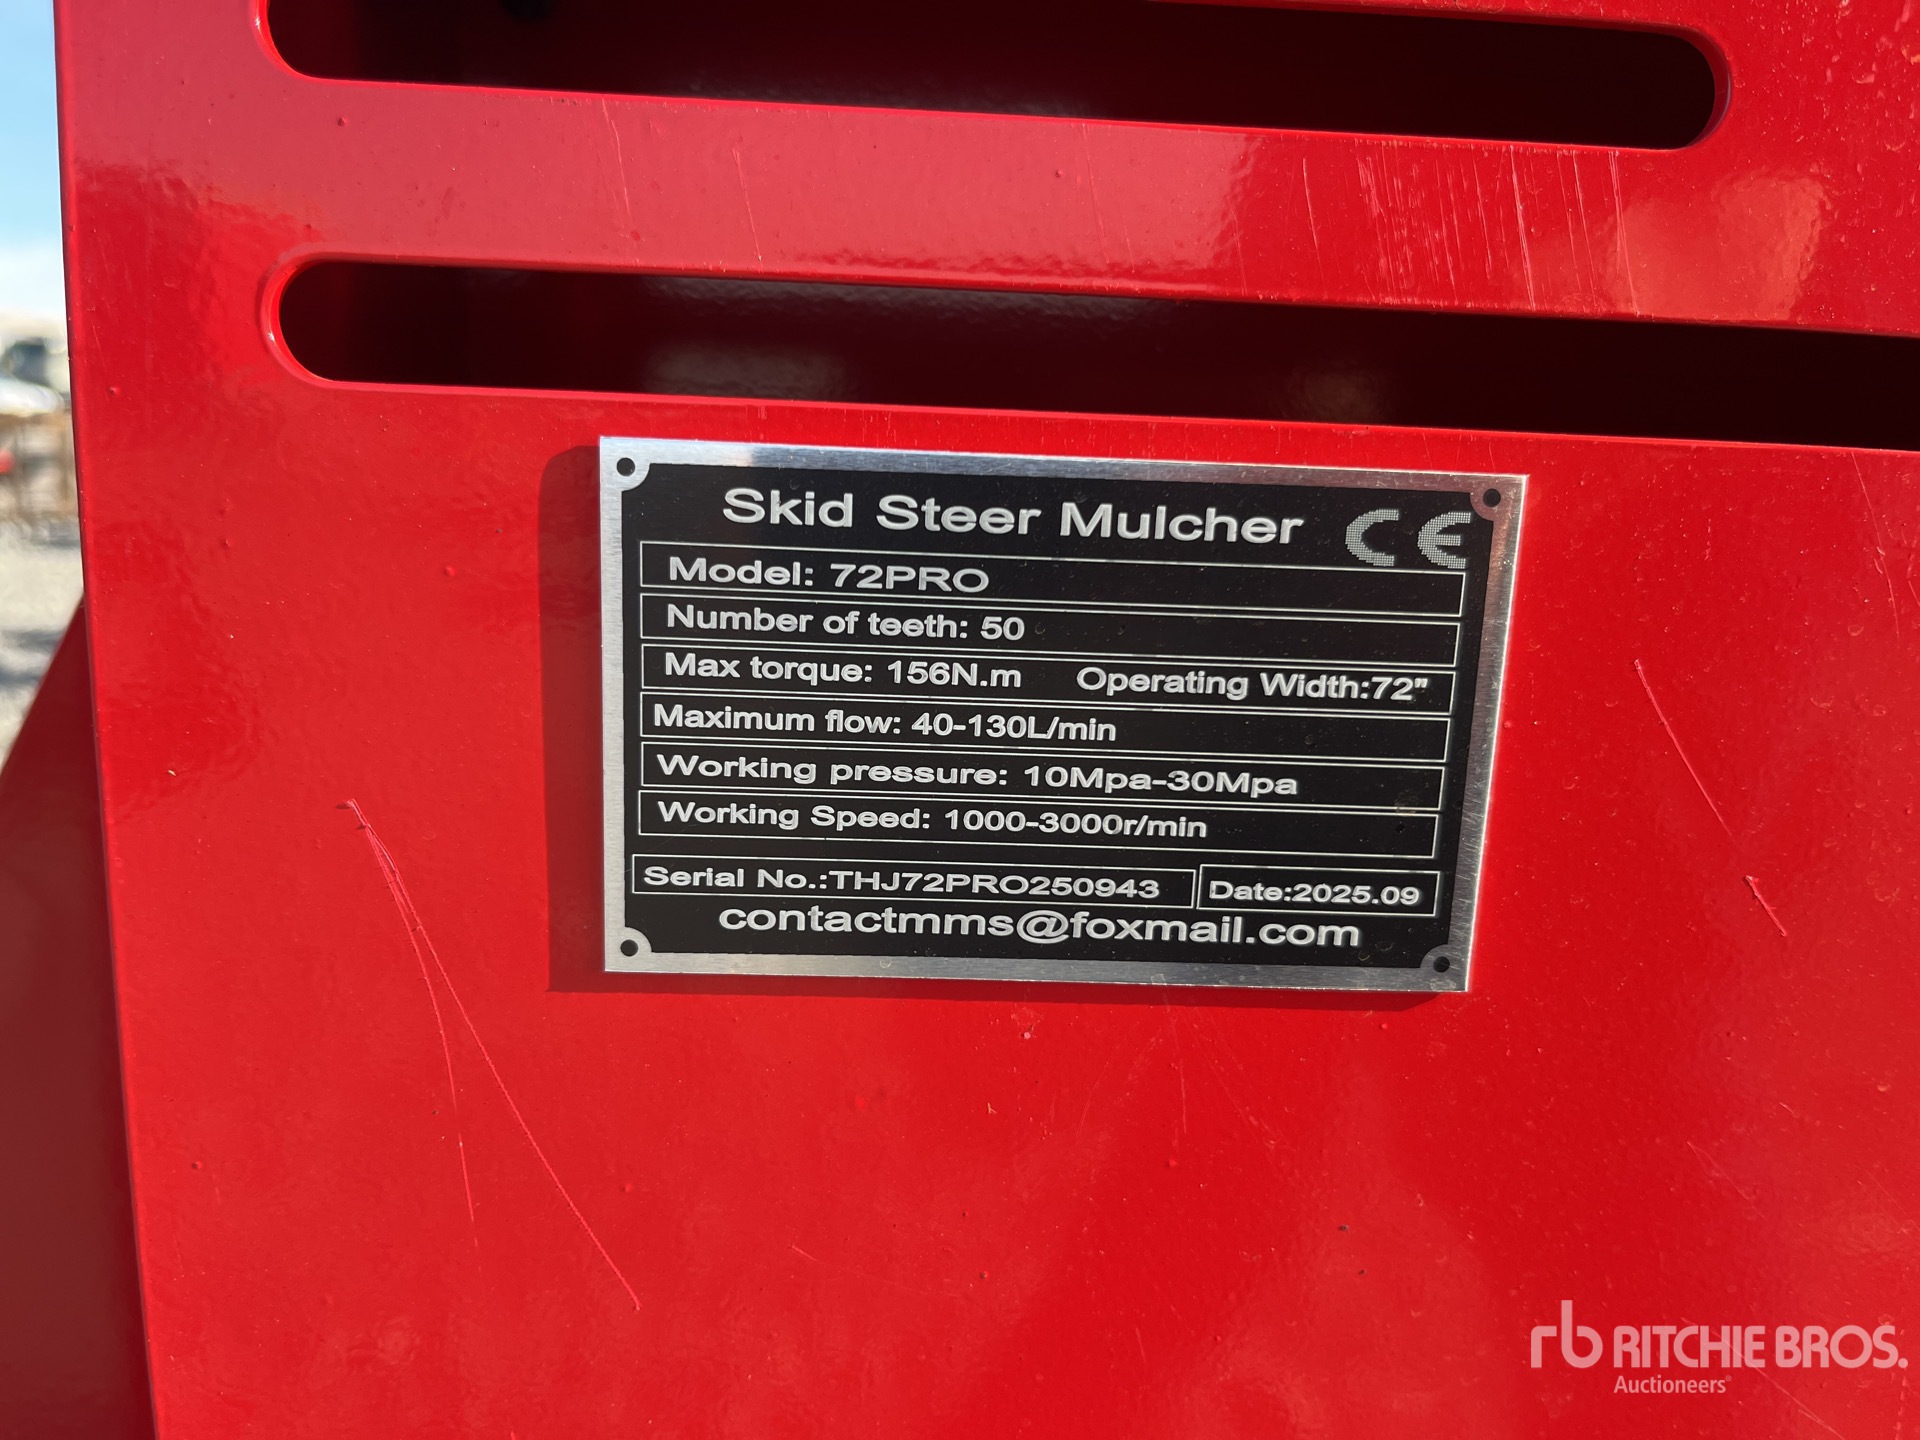 Skid Steer Mulcher CE
Model: 72PRO
Number of teeth: 50
Max torque: 156N.m Operating Width:72"
Maximum flow: 40-130L/min
Working pressure: 10Mpa-30Mpa
Working Speed: 1000-3000r/min
Serial No.:THJ72PRO250943 Date:2025.09
contactmms@foxmail.com
rb RITCHIE BROS.
Auctioneers